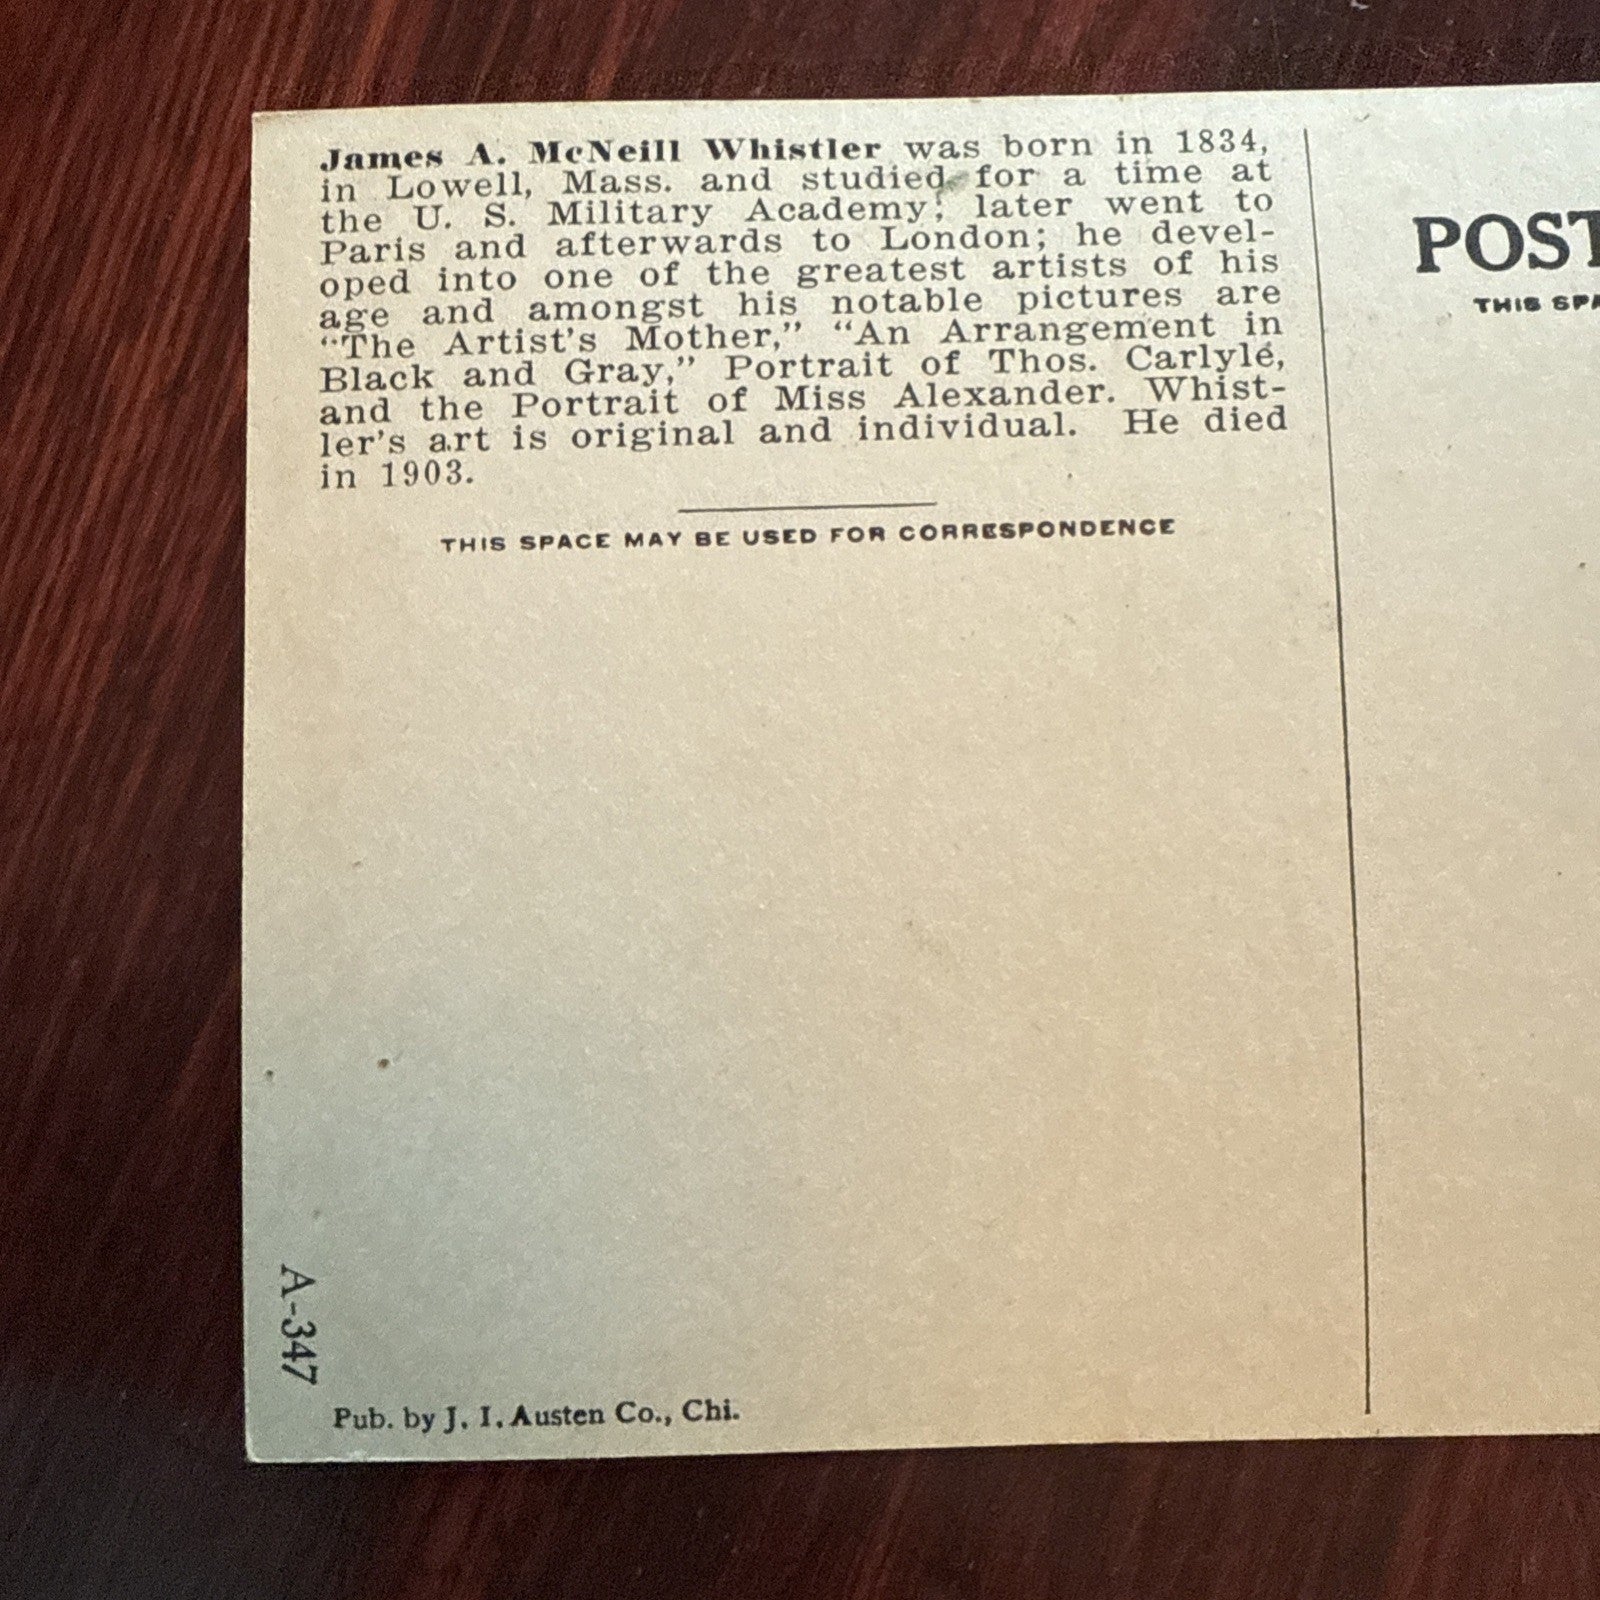 James A. McNeill Whistler was born in 1834,
in Lowell, Mass. and studied for a time at
the U. S. Military Academy; later went to
Paris and afterwards to London; he devel-
oped into one of the greatest artists of his
age and amongst his notable pictures are
“The Artist’s Mother,” “An Arrangement in
Black and Gray,” Portrait of Thos. Carlyle,
and the Portrait of Miss Alexander. Whist-
ler’s art is original and individual. He died
in 1903.
THIS SPACE MAY BE USED FOR CORRESPONDENCE
A-347
Pub. by J. I. Austen Co., Chi.
POST
THIS SPA